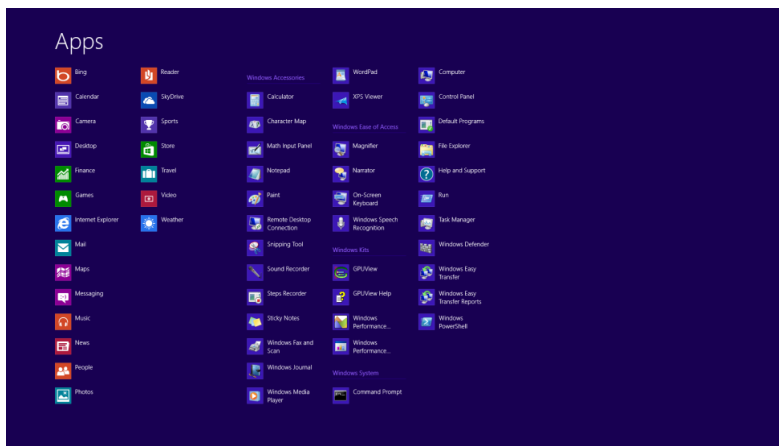 Apps
Bing
Calendar
Camera
Desktop
Finance
Games
Internet Explorer
Mail
Maps
Messaging
Music
News
People
Photos
Reader
SkyDrive
Sports
Store
Travel
Video
Weather
Windows Accessories
Calculator
Character Map
Math Input Panel
Notepad
Paint
Remote Desktop
Connection
Snipping Tool
Sound Recorder
Steps Recorder
Sticky Notes
Windows Fax and
Scan
Windows Journal
Windows Media
Player
WordPad
XPS Viewer
Windows Ease of Access
Magnifier
Narrator
On-Screen
Keyboard
Windows Speech
Recognition
Windows Kits
GPUView
GPUView Help
Windows
Performance...
Windows
Performance...
Windows System
Command Prompt
Computer
Control Panel
Default Programs
File Explorer
Help and Support
Run
Task Manager
Windows Defender
Windows Easy
Transfer
Windows Easy
Transfer Reports
Windows
PowerShell